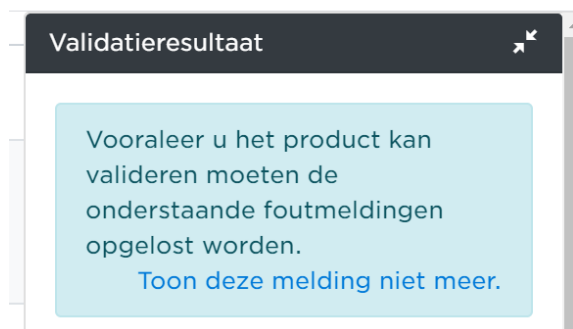 Validatieresultaat
Vooraleer u het product kan
valideren moeten de
onderstaande foutmeldingen
opgelost worden.
Toon deze melding niet meer.